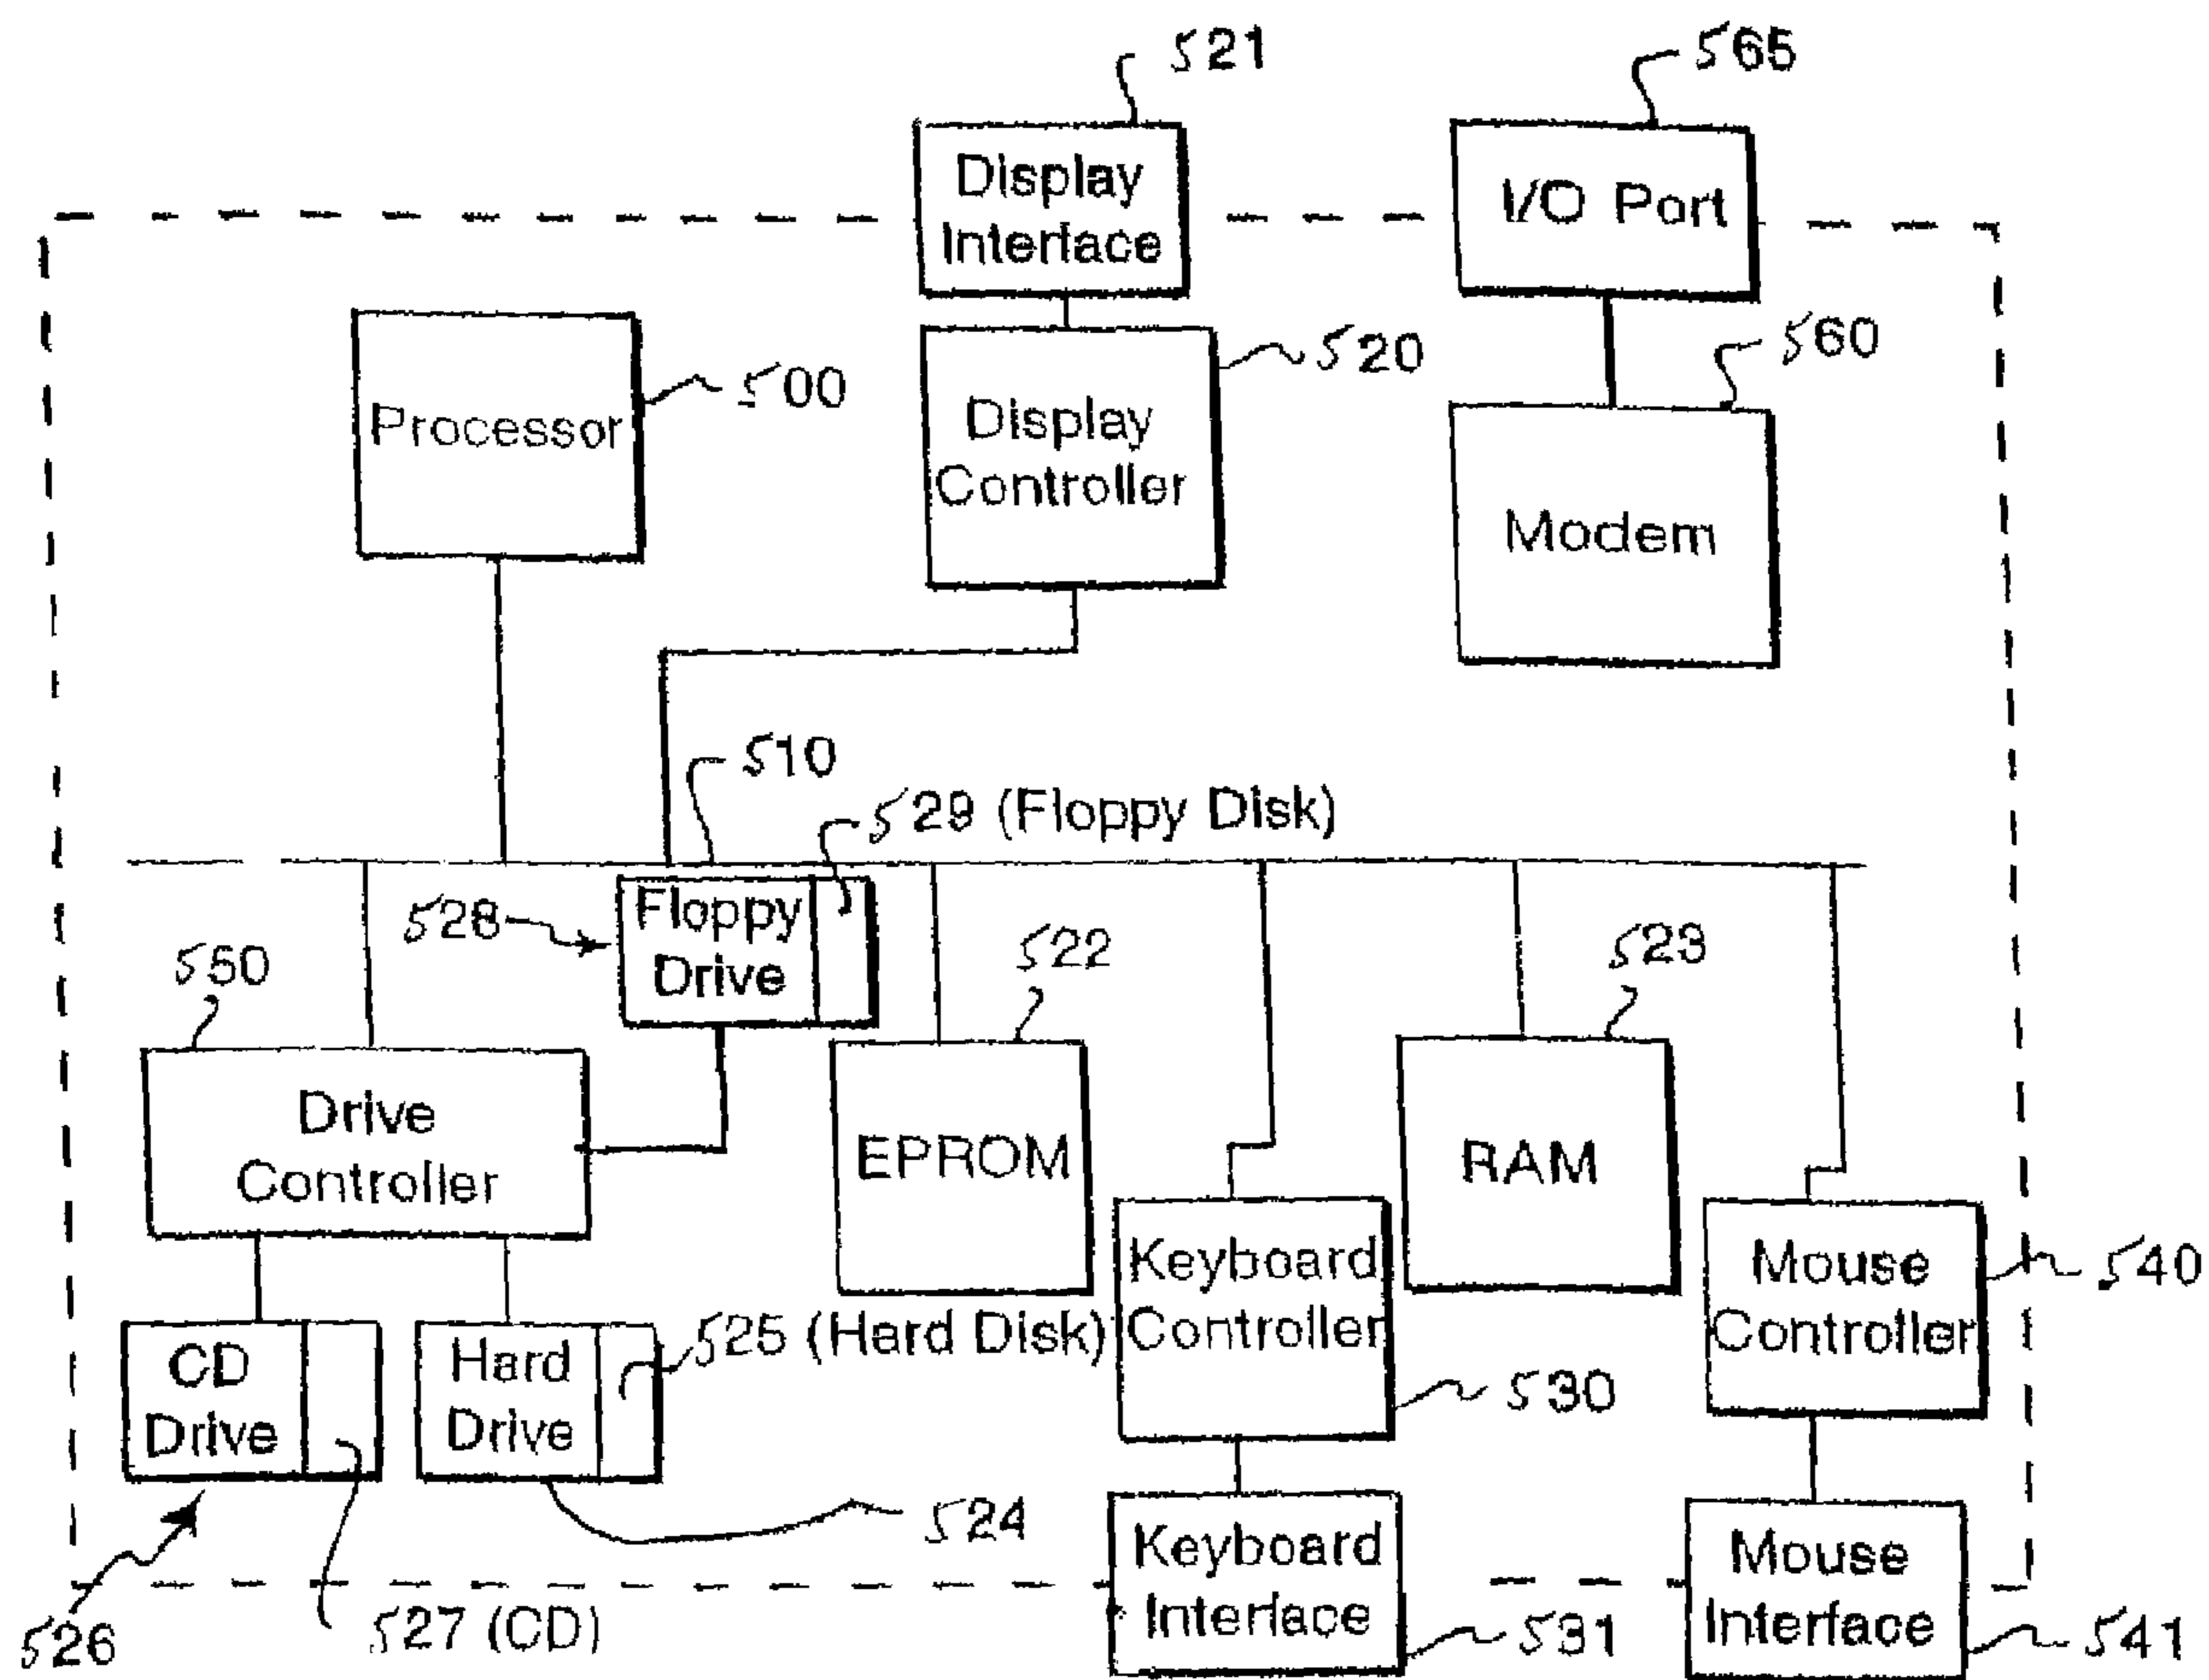 521
565
Display
Interface
I/O Port
Processor
500
520
560
Display
Controller
Modem
510
529 (Floppy Disk)
528
Floppy
Drive
522
523
550
Drive
Controller
EPROM
RAM
Keyboard
Controller
Mouse
Controller
540
525 (Hard Disk)
CD
Drive
Hard
Drive
530
524
Keyboard
Interface
Mouse
Interface
526
527 (CD)
531
541